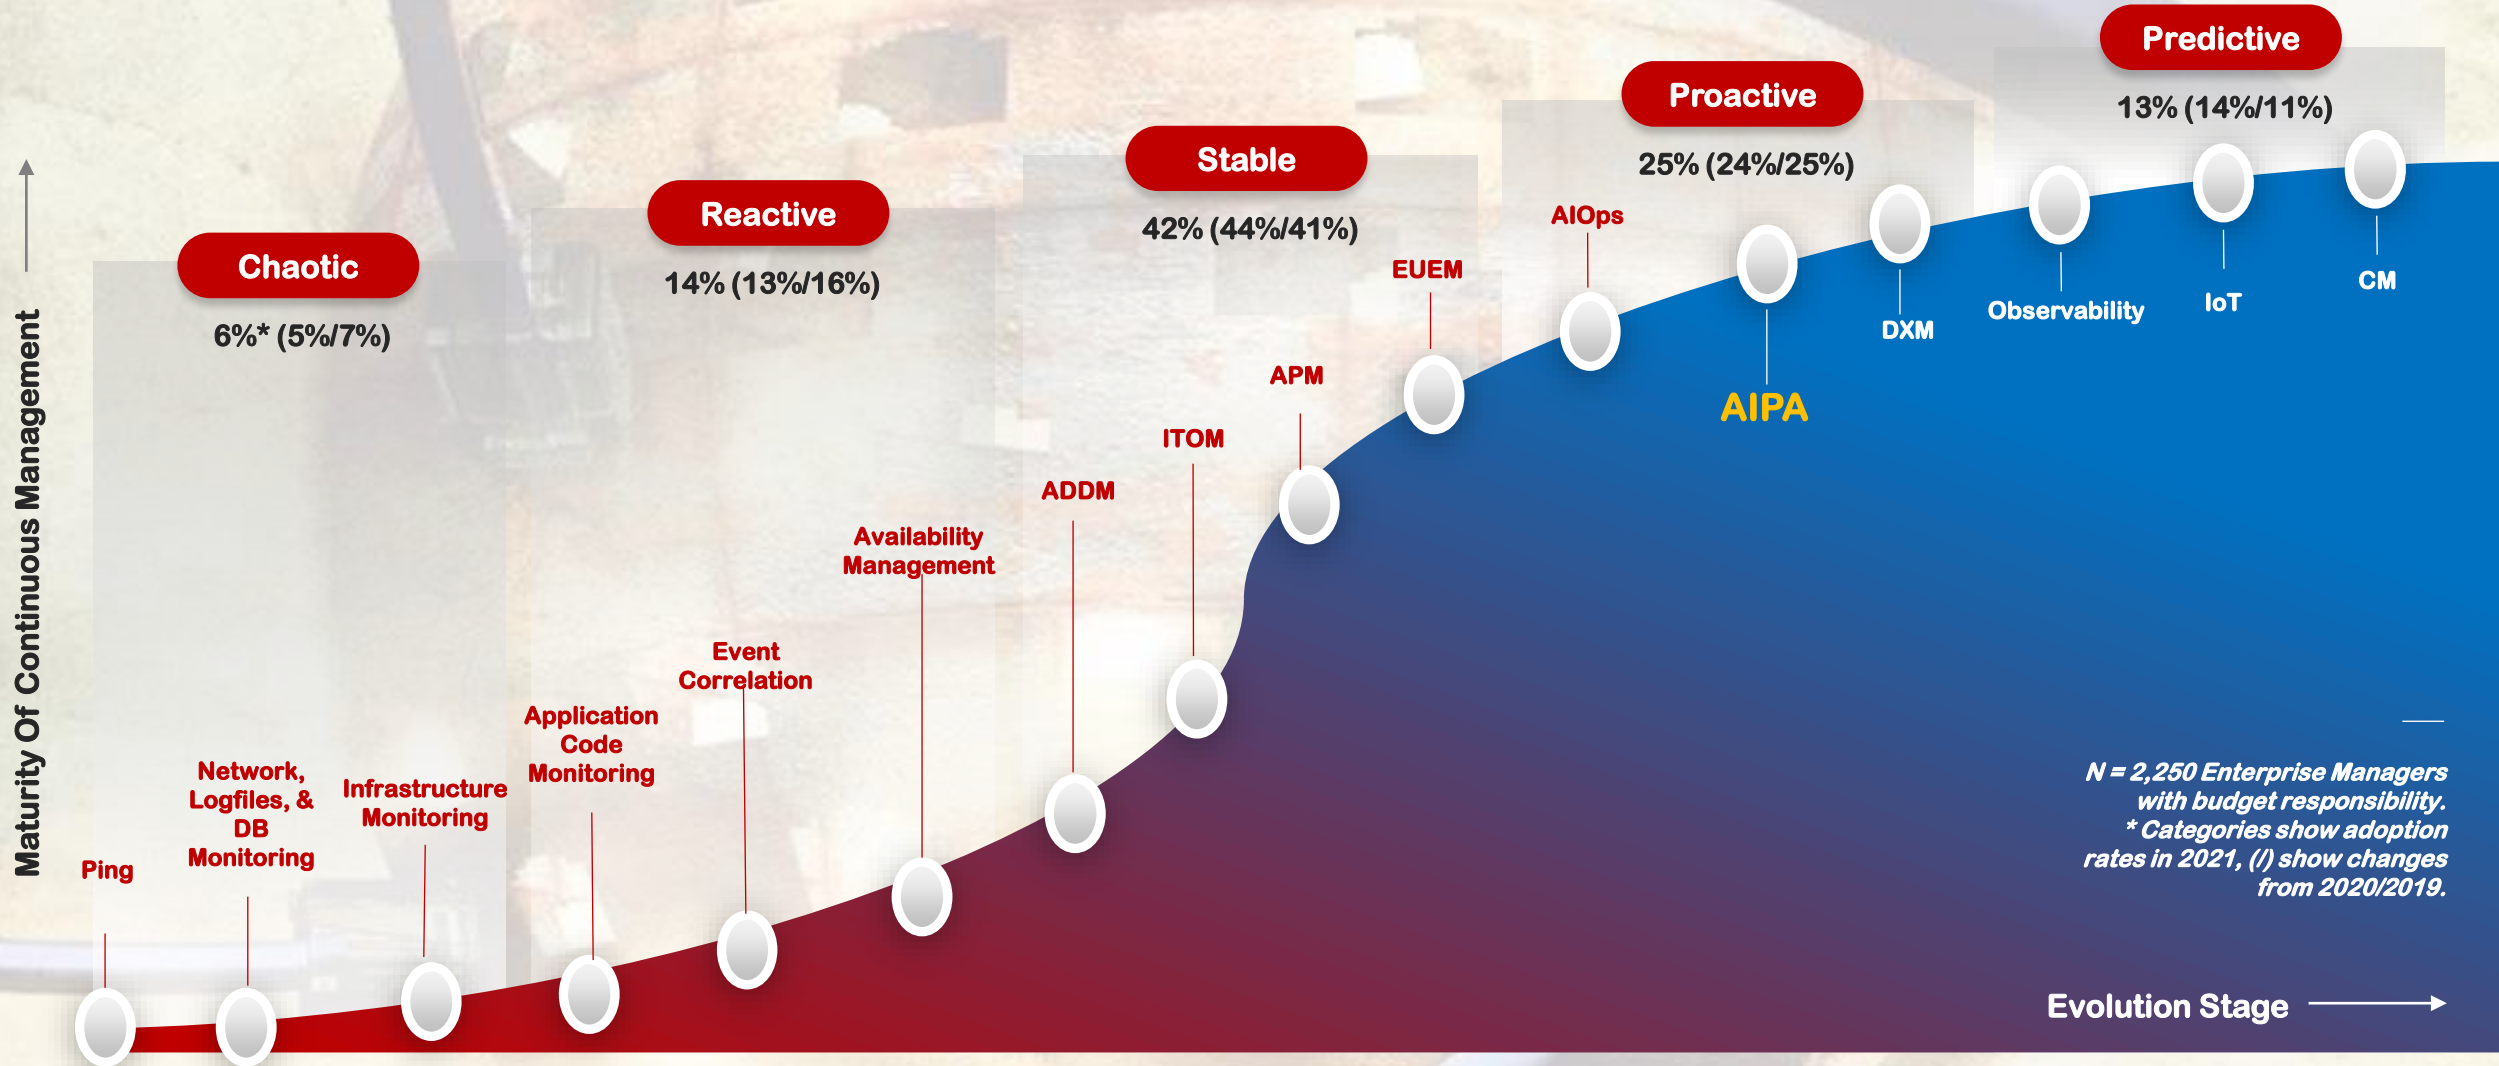 Predictive
13% (14%/11%)
Proactive
25% (24%/25%)
Stable
42% (44%/41%)
Reactive
14% (13%/16%)
Chaotic
6%* (5%/7%)
Maturity Of Continuous Management
Ping
Network,
Logfiles, &
DB
Monitoring
Infrastructure
Monitoring
Application
Code
Monitoring
Event
Correlation
Availability
Management
ADDM
ITOM
APM
EUEM
AIOps
AIPA
DXM
Observability
IoT
CM
N = 2,250 Enterprise Managers
with budget responsibility.
* Categories show adoption
rates in 2021, (/) show changes
from 2020/2019.
Evolution Stage